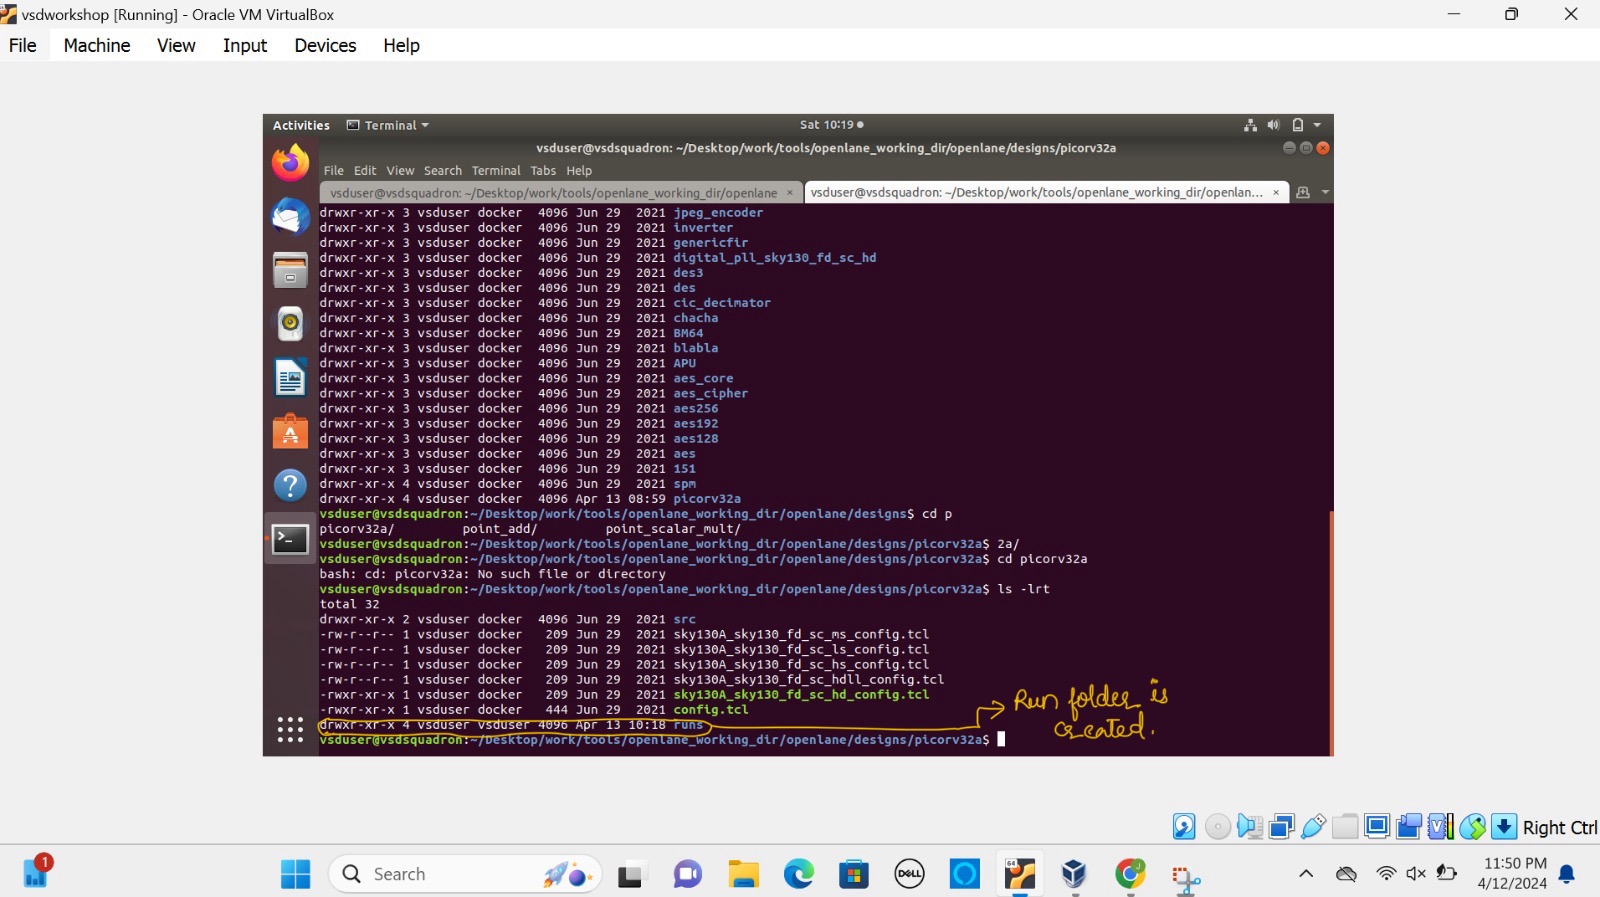 vsdworkshop [Running] - Oracle VM VirtualBox
File Machine View Input Devices Help
Activities Terminal Sat 10:19
vsduser@vsdsquadron: ~/Desktop/work/tools/openlane_working_dir/openlane/designs/picorv32a
File Edit View Search Terminal Tabs Help
vsduser@vsdsquadron: ~/Desktop/work/tools/openlane_working_dir/openlane × vsduser@vsdsquadron: ~/Desktop/work/tools/openlane_working_dir/openlan... ×
drwxr-xr-x 3 vsduser docker 4096 Jun 29 2021 jpeg_encoder
drwxr-xr-x 3 vsduser docker 4096 Jun 29 2021 inverter
drwxr-xr-x 3 vsduser docker 4096 Jun 29 2021 genericfir
drwxr-xr-x 3 vsduser docker 4096 Jun 29 2021 digital_pll_sky130_fd_sc_hd
drwxr-xr-x 3 vsduser docker 4096 Jun 29 2021 des3
drwxr-xr-x 3 vsduser docker 4096 Jun 29 2021 des
drwxr-xr-x 3 vsduser docker 4096 Jun 29 2021 cic_decimator
drwxr-xr-x 3 vsduser docker 4096 Jun 29 2021 chacha
drwxr-xr-x 3 vsduser docker 4096 Jun 29 2021 BM64
drwxr-xr-x 3 vsduser docker 4096 Jun 29 2021 blabla
drwxr-xr-x 3 vsduser docker 4096 Jun 29 2021 APU
drwxr-xr-x 3 vsduser docker 4096 Jun 29 2021 aes_core
drwxr-xr-x 3 vsduser docker 4096 Jun 29 2021 aes_cipher
drwxr-xr-x 3 vsduser docker 4096 Jun 29 2021 aes256
drwxr-xr-x 3 vsduser docker 4096 Jun 29 2021 aes192
drwxr-xr-x 3 vsduser docker 4096 Jun 29 2021 aes128
drwxr-xr-x 3 vsduser docker 4096 Jun 29 2021 aes
drwxr-xr-x 3 vsduser docker 4096 Jun 29 2021 151
drwxr-xr-x 4 vsduser docker 4096 Jun 29 2021 spm
drwxr-xr-x 4 vsduser docker 4096 Apr 13 08:59 picorv32a
vsduser@vsdsquadron:~/Desktop/work/tools/openlane_working_dir/openlane/designs$ cd p
picorv32a/ point_add/ point_scalar_mult/
vsduser@vsdsquadron:~/Desktop/work/tools/openlane_working_dir/openlane/designs/picorv32a$ 2a/
vsduser@vsdsquadron:~/Desktop/work/tools/openlane_working_dir/openlane/designs/picorv32a$ cd picorv32a
bash: cd: picorv32a: No such file or directory
vsduser@vsdsquadron:~/Desktop/work/tools/openlane_working_dir/openlane/designs/picorv32a$ ls -lrt
total 32
drwxr-xr-x 2 vsduser docker 4096 Jun 29 2021 src
-rw-r--r-- 1 vsduser docker 209 Jun 29 2021 sky130A_sky130_fd_sc_ms_config.tcl
-rw-r--r-- 1 vsduser docker 209 Jun 29 2021 sky130A_sky130_fd_sc_ls_config.tcl
-rw-r--r-- 1 vsduser docker 209 Jun 29 2021 sky130A_sky130_fd_sc_hs_config.tcl
-rw-r--r-- 1 vsduser docker 209 Jun 29 2021 sky130A_sky130_fd_sc_hdll_config.tcl
-rwxr-xr-x 1 vsduser docker 209 Jun 29 2021 sky130A_sky130_fd_sc_hd_config.tcl
-rwxr-xr-x 1 vsduser docker 444 Jun 29 2021 config.tcl
drwxr-xr-x 4 vsduser vsduser 4096 Apr 13 10:18 runs
vsduser@vsdsquadron:~/Desktop/work/tools/openlane_working_dir/openlane/designs/picorv32a$
Run folder is
created.
Right Ctrl
1 Search DELL 64 11:50 PM
4/12/2024